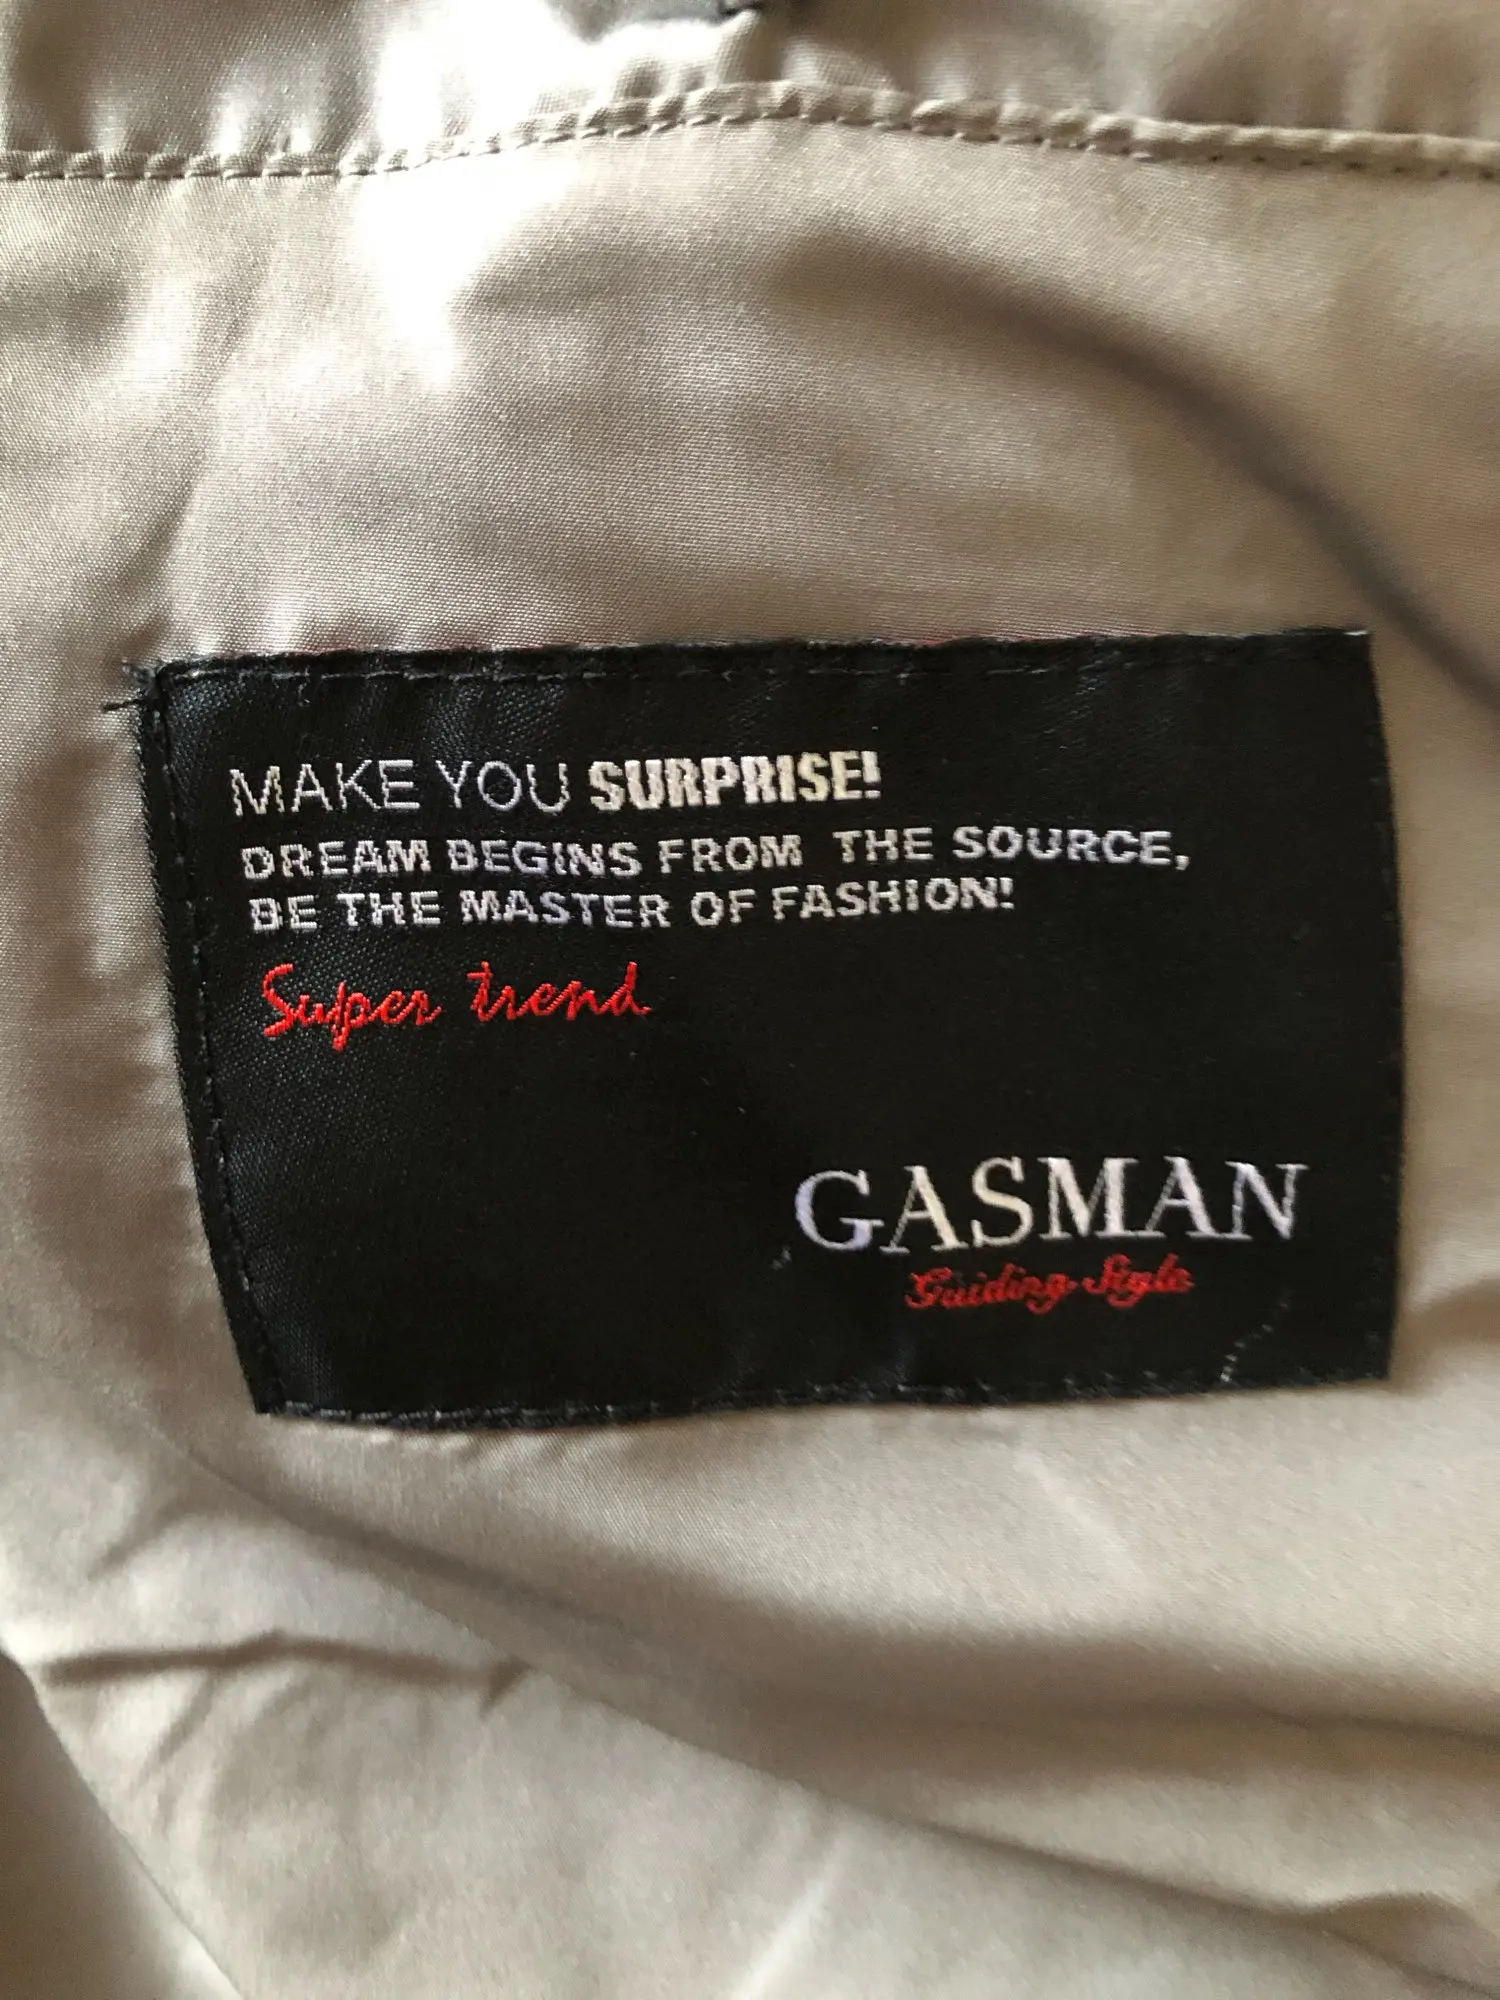 MAKE YOU SURPRISE!
DREAM BEGINS FROM THE SOURCE,
BE THE MASTER OF FASHION!
Super trend
GASMAN
Guiding Style